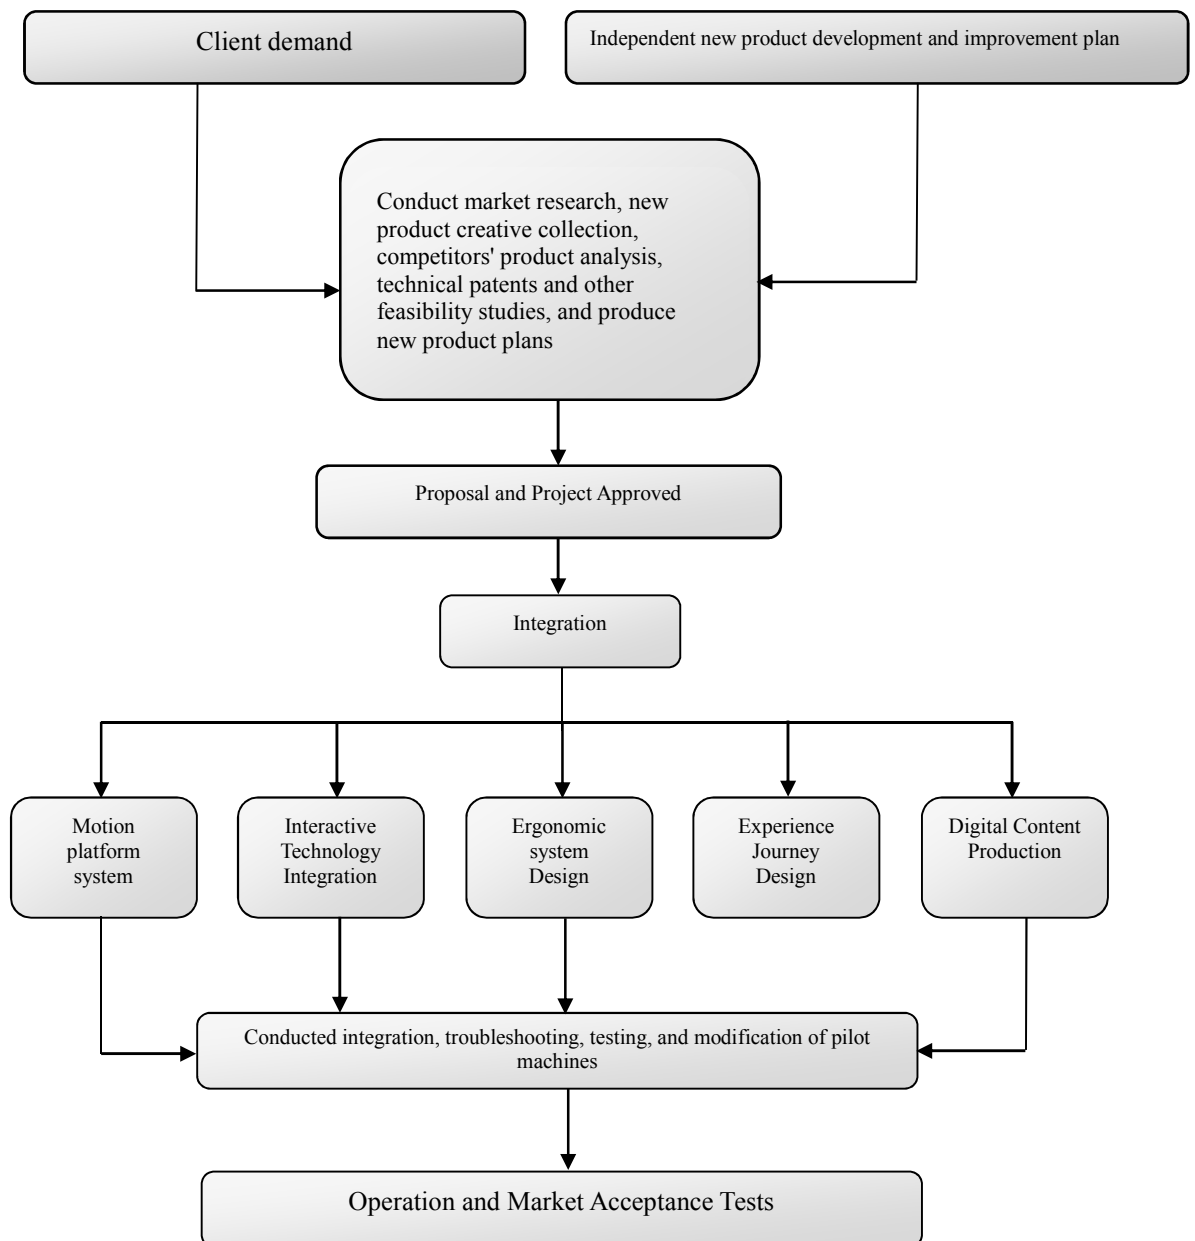 Client demand
Independent new product development and improvement plan
Conduct market research, new
product creative collection,
competitors' product analysis,
technical patents and other
feasibility studies, and produce
new product plans
Proposal and Project Approved
Integration
Motion
platform
system
Interactive
Technology
Integration
Ergonomic
system
Design
Experience
Journey
Design
Digital Content
Production
Conducted integration, troubleshooting, testing, and modification of pilot
machines
Operation and Market Acceptance Tests